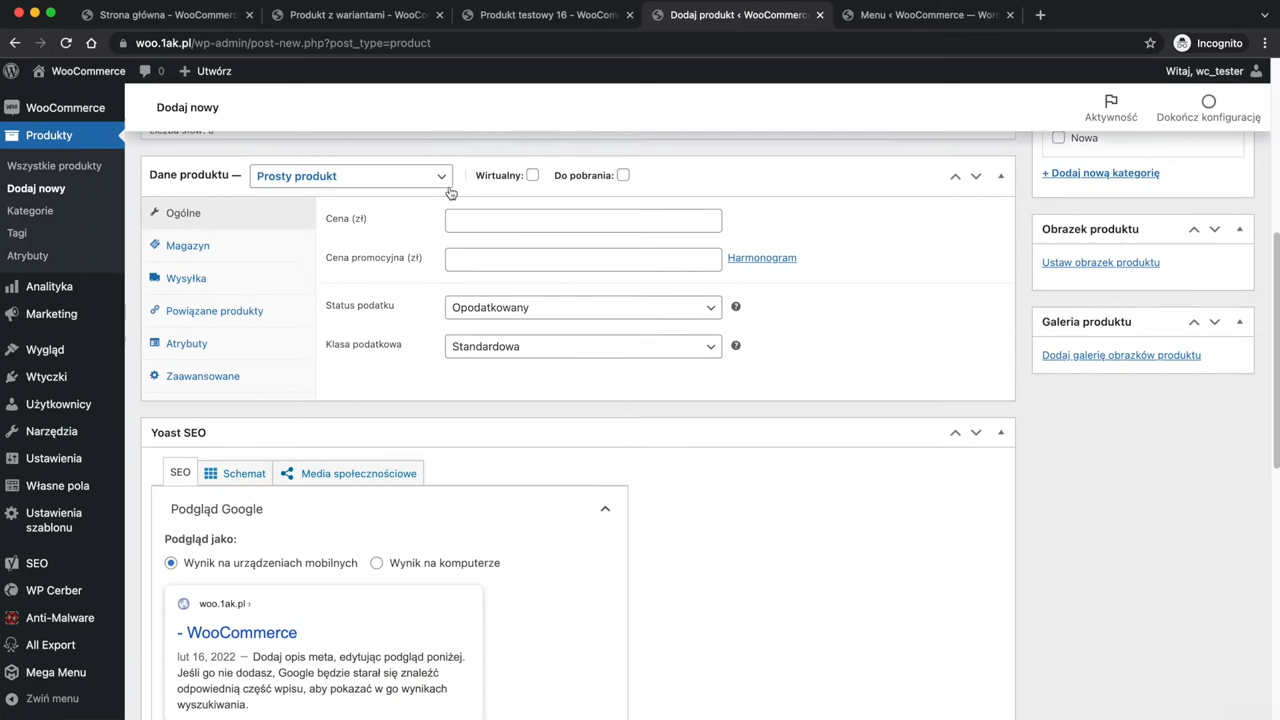 Strona główna - WooCommerce
Produkt z wariantami - WooC
Produkt testowy 16 - WooCom
Dodaj produkt ‹ WooCommerc
Menu ‹ WooCommerce — Wor
woo.1ak.pl/wp-admin/post-new.php?post_type=product
Incognito
WooCommerce
0
Utwórz
Witaj, wc_tester
WooCommerce
Produkty
Wszystkie produkty
Dodaj nowy
Kategorie
Tagi
Atrybuty
Analityka
Marketing
Wygląd
Wtyczki
Użytkownicy
Narzędzia
Ustawienia
Własne pola
Ustawienia
szablonu
SEO
WP Cerber
Anti-Malware
All Export
Mega Menu
Zwiń menu
Dodaj nowy
Aktywność
Dokończ konfigurację
Liczba słów: 0
Dane produktu —
Prosty produkt
Wirtualny:
Do pobrania:
Ogólne
Magazyn
Wysyłka
Powiązane produkty
Atrybuty
Zaawansowane
Cena (zł)
Cena promocyjna (zł)
Harmonogram
Status podatku
Opodatkowany
Klasa podatkowa
Standardowa
Yoast SEO
SEO
Schemat
Media społecznościowe
Podgląd Google
Podgląd jako:
Wynik na urządzeniach mobilnych
Wynik na komputerze
woo.1ak.pl ›
- WooCommerce
lut 16, 2022 — Dodaj opis meta, edytując podgląd poniżej.
Jeśli go nie dodasz, Google będzie starał się znaleźć
odpowiednią część wpisu, aby pokazać w go wynikach
wyszukiwania.
Nowa
+ Dodaj nową kategorię
Obrazek produktu
Ustaw obrazek produktu
Galeria produktu
Dodaj galerię obrazków produktu